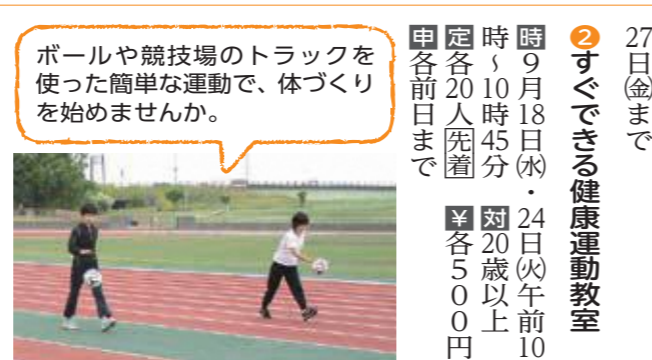 27日㈮まで
❷すぐできる健康運動教室
時9月18日㈬・24日㈫午前10
時～10時45分 対20歳以上
定各20人先着 ¥各500円
申各前日まで
ボールや競技場のトラックを
使った簡単な運動で、体づくり
を始めませんか。